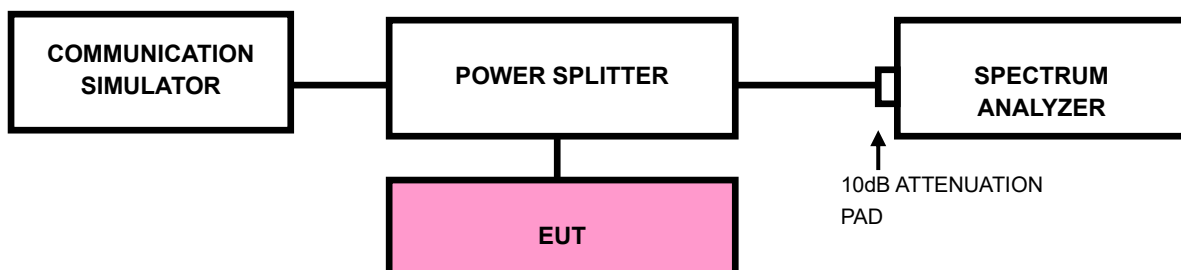 COMMUNICATION
SIMULATOR
POWER SPLITTER
SPECTRUM
ANALYZER
10dB ATTENUATION
PAD
EUT